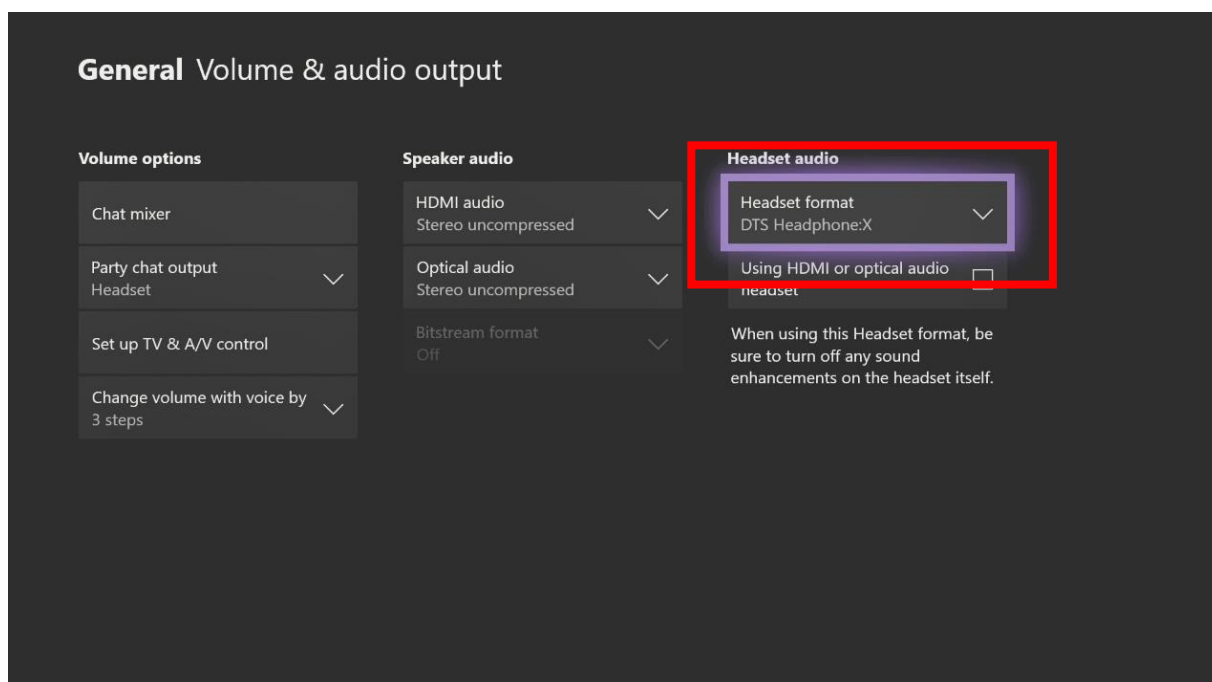 General Volume & audio output
Volume options
Chat mixer
Party chat output
Headset
Set up TV & A/V control
Change volume with voice by
3 steps
Speaker audio
HDMI audio
Stereo uncompressed
Optical audio
Stereo uncompressed
Bitstream format
Off
Headset audio
Headset format
DTS Headphone:X
Using HDMI or optical audio
headset
When using this Headset format, be
sure to turn off any sound
enhancements on the headset itself.